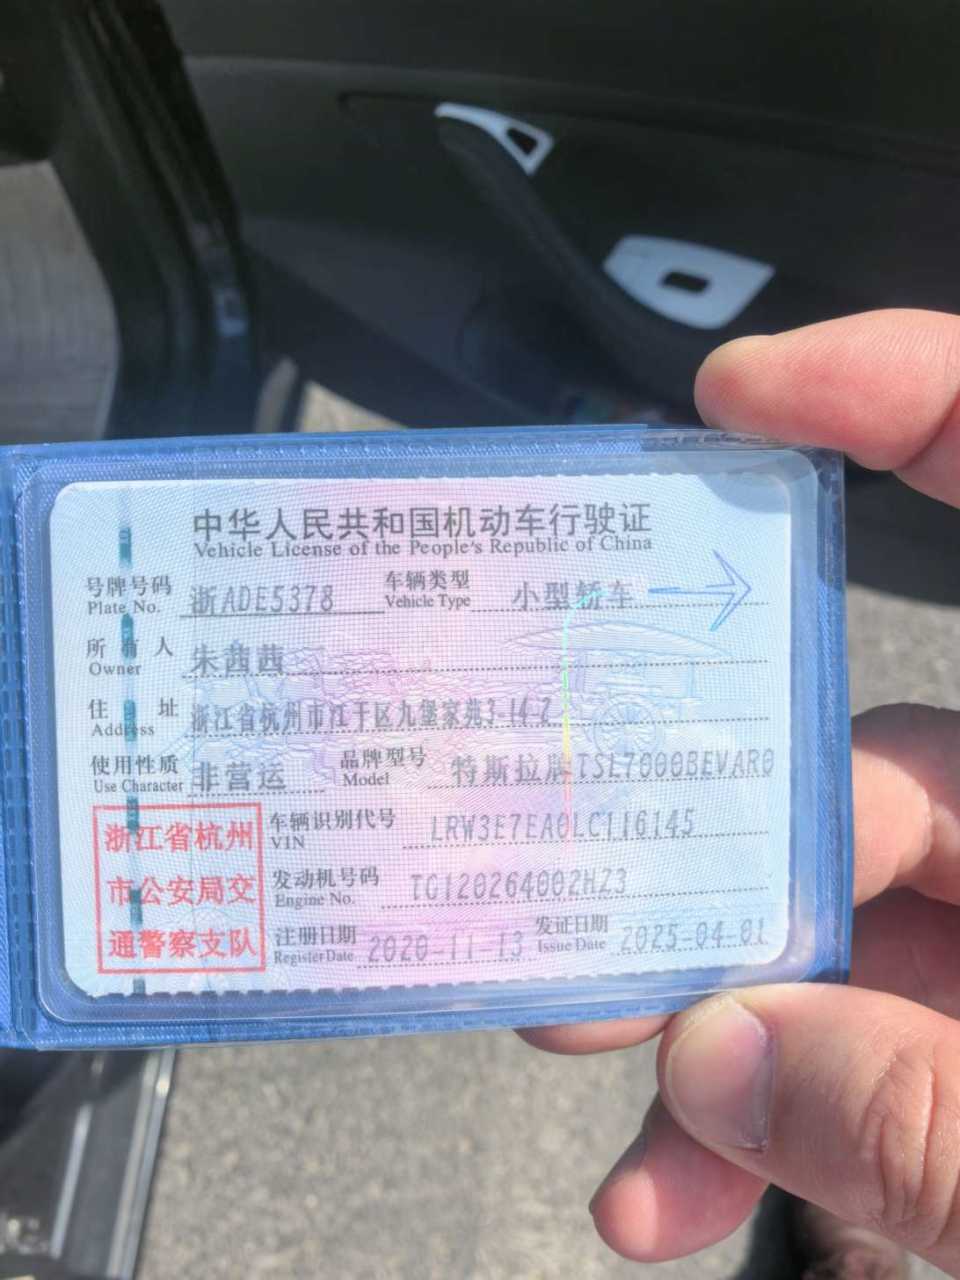 中华人民共和国机动车行驶证
Vehicle License of the People's Republic of China
号牌号码 浙ADE5378 车辆类型 小型轿车
Plate No. Vehicle Type
所有人 朱茜茜
Owner
住址 浙江省杭州市江干区九堡家苑3-14-2
Address
使用性质 非营运 品牌型号 特斯拉牌TSL7000BEVAR0
Use Character Model
浙江省杭州
市公安局交
通警察支队
车辆识别代号 LRW3E7EA0LC116145
VIN
发动机号码 TG120264002HZ3
Engine No.
注册日期 2020-11-13 发证日期 2025-04-01
Register Date Issue Date